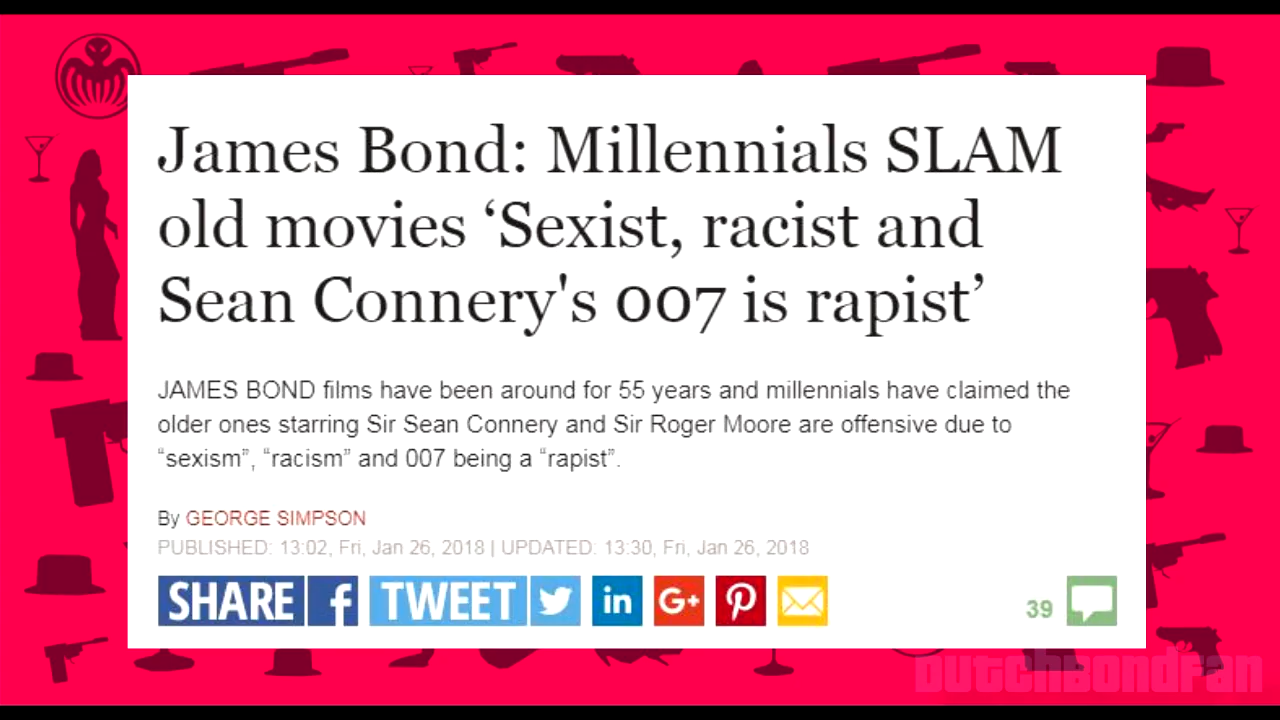 James Bond: Millennials SLAM
old movies ‘Sexist, racist and
Sean Connery's 007 is rapist’
JAMES BOND films have been around for 55 years and millennials have claimed the
older ones starring Sir Sean Connery and Sir Roger Moore are offensive due to
“sexism”, “racism” and 007 being a “rapist”.
By GEORGE SIMPSON
PUBLISHED: 13:02, Fri, Jan 26, 2018 | UPDATED: 13:30, Fri, Jan 26, 2018
SHARE f TWEET in G+ 39
DutchBondFan